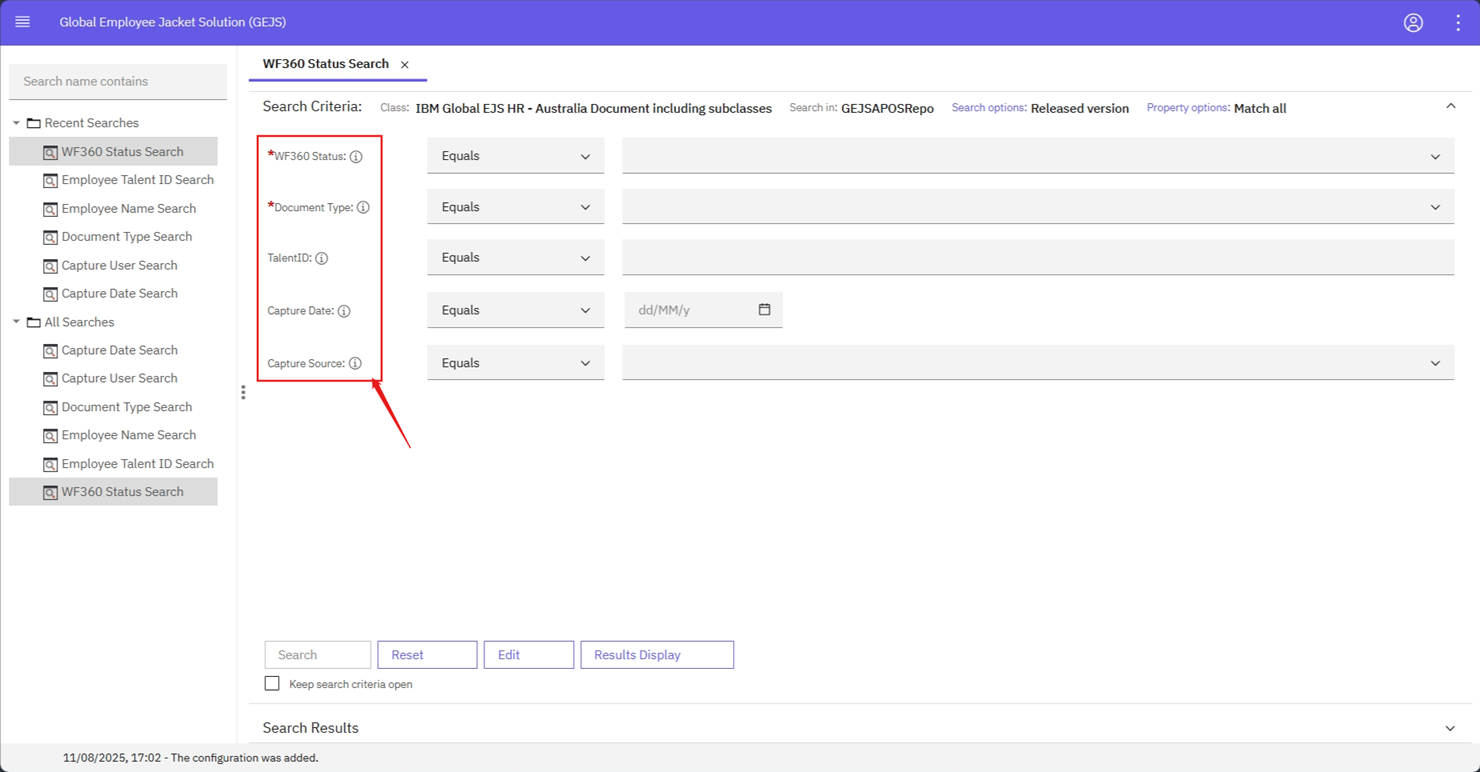 Global Employee Jacket Solution (GEJS)
Search name contains
Recent Searches
WF360 Status Search
Employee Talent ID Search
Employee Name Search
Document Type Search
Capture User Search
Capture Date Search
All Searches
Capture Date Search
Capture User Search
Document Type Search
Employee Name Search
Employee Talent ID Search
WF360 Status Search
WF360 Status Search
Search Criteria: Class: IBM Global EJS HR - Australia Document including subclasses Search in: GEJSAPOSRepo Search options: Released version Property options: Match all
*WF360 Status: Equals
*Document Type: Equals
TalentID: Equals
Capture Date: Equals dd/MM/y
Capture Source: Equals
Search Reset Edit Results Display
Keep search criteria open
Search Results
11/08/2025, 17:02 - The configuration was added.